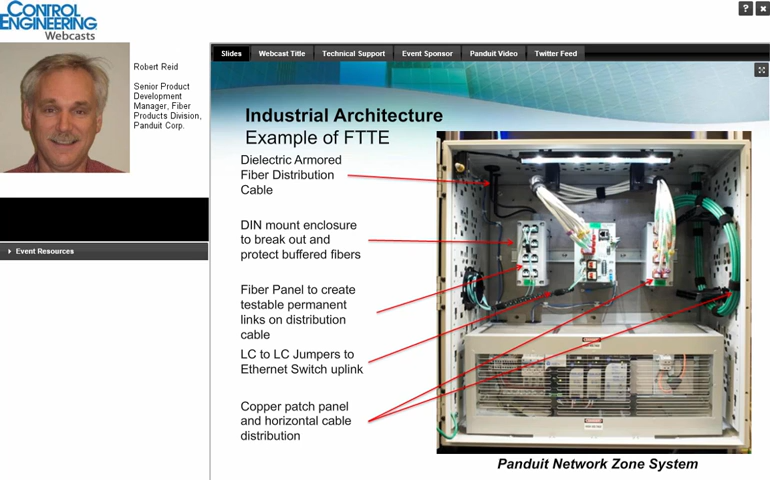 CONTROL
ENGINEERING
Webcasts
?
Robert Reid
Senior Product
Development
Manager, Fiber
Products Division,
Panduit Corp.
Event Resources
Slides
Webcast Title
Technical Support
Event Sponsor
Panduit Video
Twitter Feed
Industrial Architecture
Example of FTTE
Dielectric Armored
Fiber Distribution
Cable
DIN mount enclosure
to break out and
protect buffered fibers
Fiber Panel to create
testable permanent
links on distribution
cable
LC to LC Jumpers to
Ethernet Switch uplink
Copper patch panel
and horizontal cable
distribution
Panduit Network Zone System